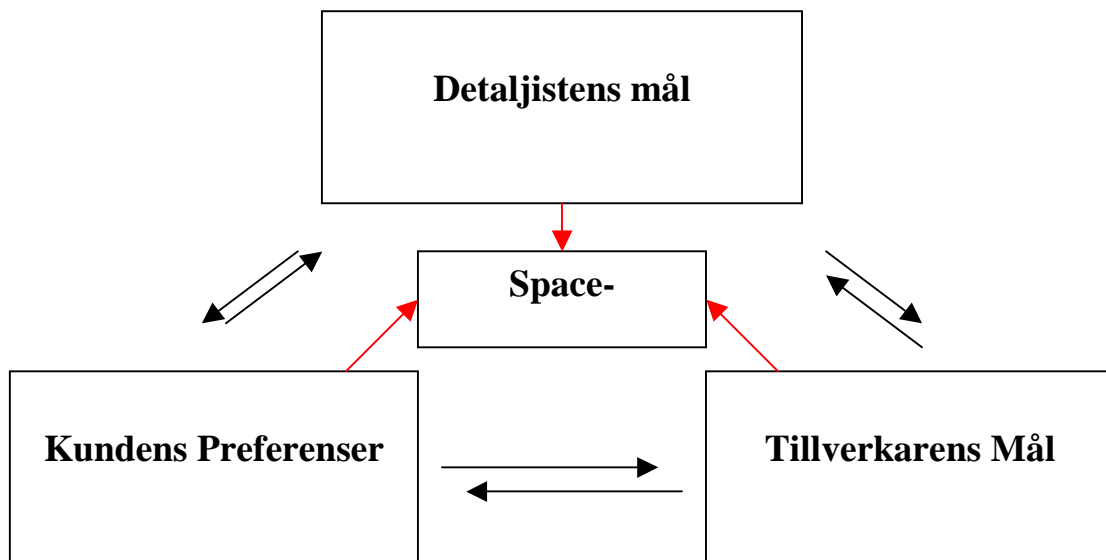 Detaljistens mål
Space-
Kundens Preferenser
Tillverkarens Mål